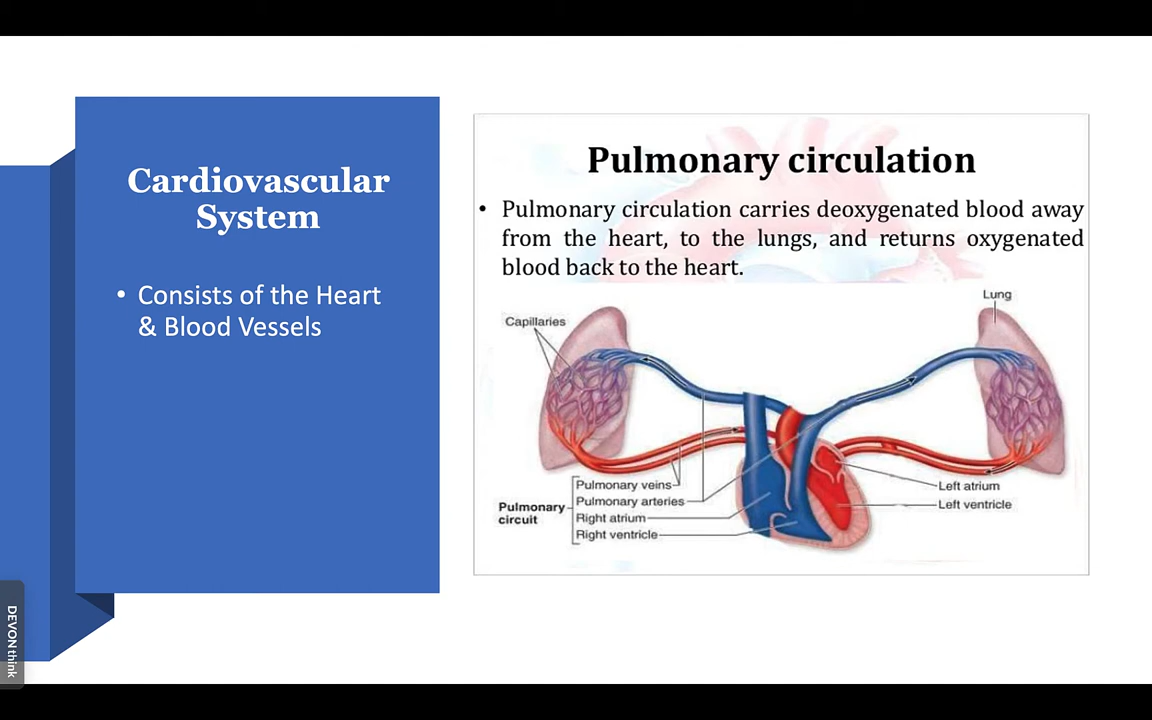 Cardiovascular
System
• Consists of the Heart
& Blood Vessels
Pulmonary circulation
• Pulmonary circulation carries deoxygenated blood away
from the heart, to the lungs, and returns oxygenated
blood back to the heart.
Lung
Capillaries
Pulmonary circuit
Pulmonary veins
Pulmonary arteries
Right atrium
Right ventricle
Left atrium
Left ventricle
DEVONthink